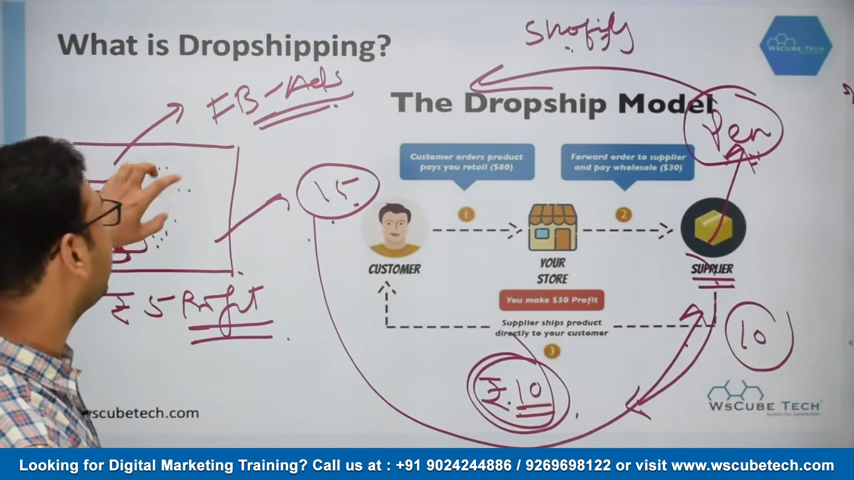 What is Dropshipping?
Shopify
WsCube Tech
FB-Ads
The Dropship Model
Pen
Customer orders product
pays you retail ($80)
Forward order to supplier
and pay wholesale ($30)
15
1
2
CUSTOMER
YOUR
STORE
SUPPLIER
You make $50 Profit
₹ 5 Profit
Supplier ships product
directly to your customer
3
10
₹ 10
WsCube Tech
wscubetech.com
Looking for Digital Marketing Training? Call us at : +91 9024244886 / 9269698122 or visit www.wscubetech.com